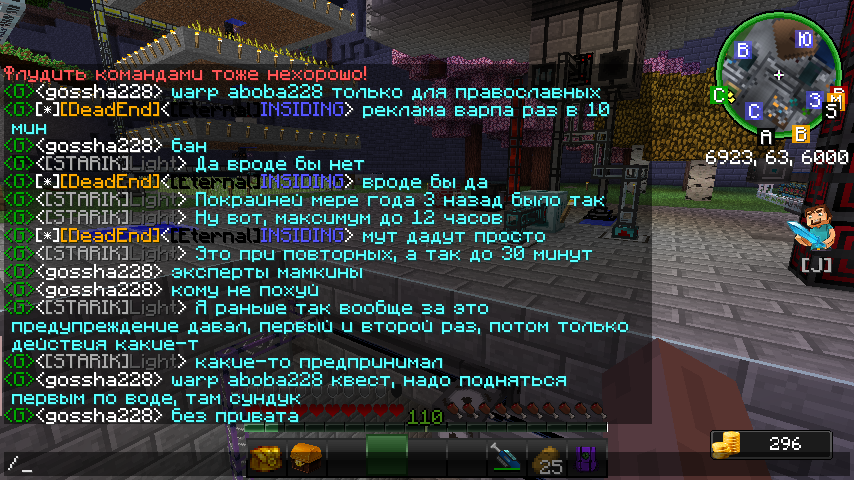 Флудить командами тоже нехорошо!
<G><gossha228> warp aboba228 только для православных
<G>[*][DeadEnd]<[Eternal]INSIDING> реклама варпа раз в 10
мин
<G><gossha228> бан
<G><[STARIK]Light> Да вроде бы нет
<G>[*][DeadEnd]<[Eternal]INSIDING> вроде бы да
<G><[STARIK]Light> Покрайней мере года 3 назад было так
<G><[STARIK]Light> Ну вот, максимум до 12 часов
<G>[*][DeadEnd]<[Eternal]INSIDING> мут дадут просто
<G><[STARIK]Light> Это при повторных, а так до 30 минут
<G><gossha228> эксперты мамкины
<G><gossha228> кому не похуй
<G><[STARIK]Light> Я раньше так вообще за это
предупреждение давал, первый и второй раз, потом только
действия какие-т
<G><[STARIK]Light> какие-то предпринимал
<G><gossha228> warp aboba228 квест, надо подняться
первым по воде, там сундук
<G><gossha228> без привата
110
25
/_
Ю
В
С
З
5
С
А
В
6923, 63, 6000
[J]
296